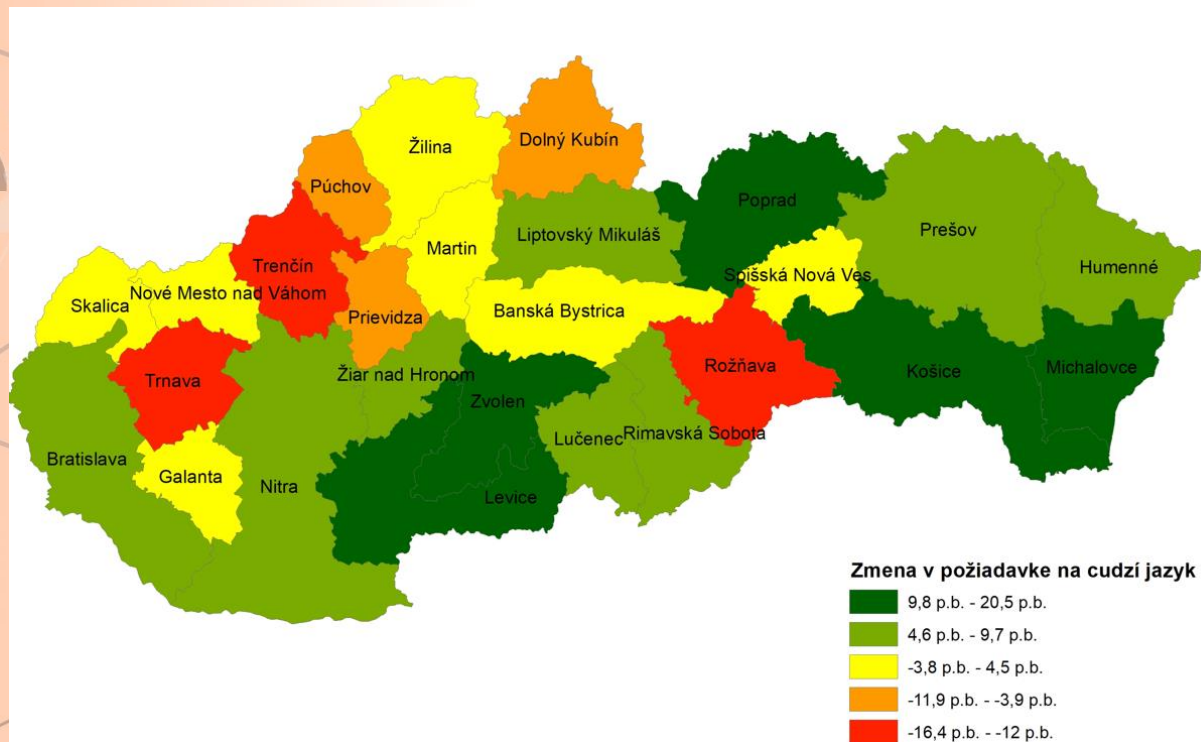 Žilina
Dolný Kubín
Púchov
Poprad
Liptovský Mikuláš
Prešov
Martin
Trenčín
Humenné
Spišská Nová Ves
Nové Mesto nad Váhom
Skalica
Banská Bystrica
Prievidza
Rožňava
Košice
Michalovce
Trnava
Žiar nad Hronom
Zvolen
Lučenec
Rimavská Sobota
Bratislava
Galanta
Nitra
Levice
Zmena v požiadavke na cudzí jazyk
9,8 p.b. - 20,5 p.b.
4,6 p.b. - 9,7 p.b.
-3,8 p.b. - 4,5 p.b.
-11,9 p.b. - -3,9 p.b.
-16,4 p.b. - -12 p.b.